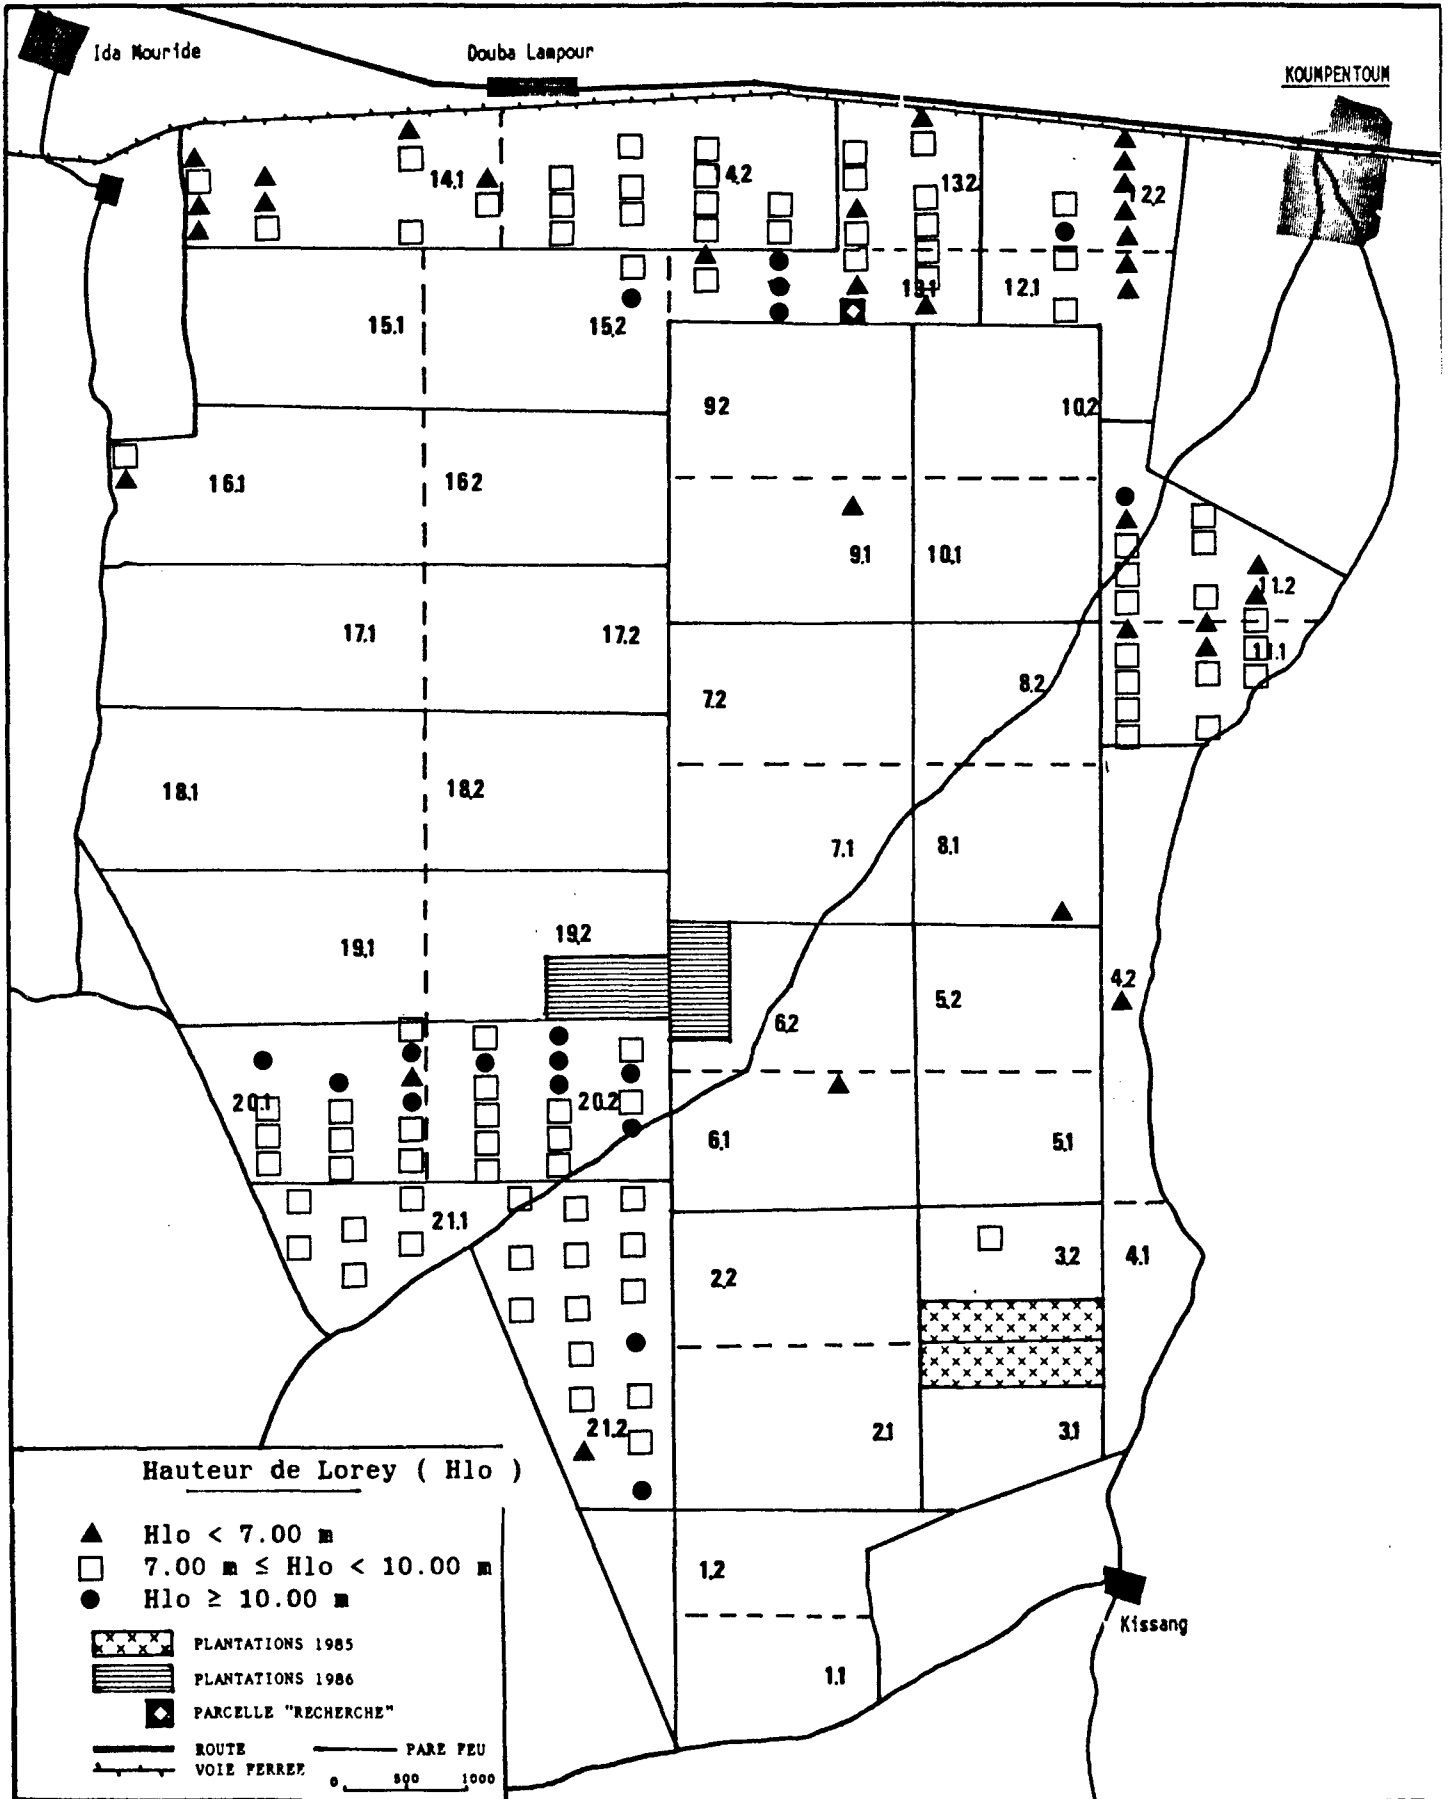 Ida Mouride
Douba Lampour
KOUMPENTOUM
14.1
14.2
13.2
12.2
13.1
12.1
15.1
15.2
9.2
10.2
16.1
16.2
9.1
10.1
11.2
17.1
17.2
11.1
7.2
8.2
18.1
18.2
7.1
8.1
19.1
19.2
4.2
5.2
6.2
20.1
20.2
6.1
5.1
21.1
2.2
3.2
4.1
21.2
2.1
3.1
1.2
1.1
Kissang
Hauteur de Lorey ( Hlo )
Hlo < 7.00 m
7.00 m ≤ Hlo < 10.00 m
Hlo ≥ 10.00 m
PLANTATIONS 1985
PLANTATIONS 1986
PARCELLE "RECHERCHE"
ROUTE
PARE FEU
VOIE FERREE
0 500 1000